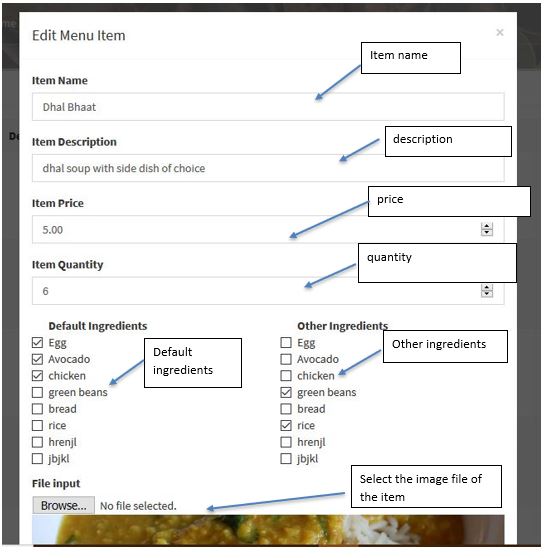 me
Edit Menu Item
×
Item name
Item Name
Dhal Bhaat
Item Description
description
dhal soup with side dish of choice
Item Price
price
5.00
Item Quantity
quantity
6
Default Ingredients
Egg
Avocado
chicken
green beans
bread
rice
hrenjl
jbjkl
Default
ingredients
Other Ingredients
Egg
Avocado
chicken
green beans
bread
rice
hrenjl
jbjkl
Other ingredients
File input
Select the image file of
the item
Browse... No file selected.